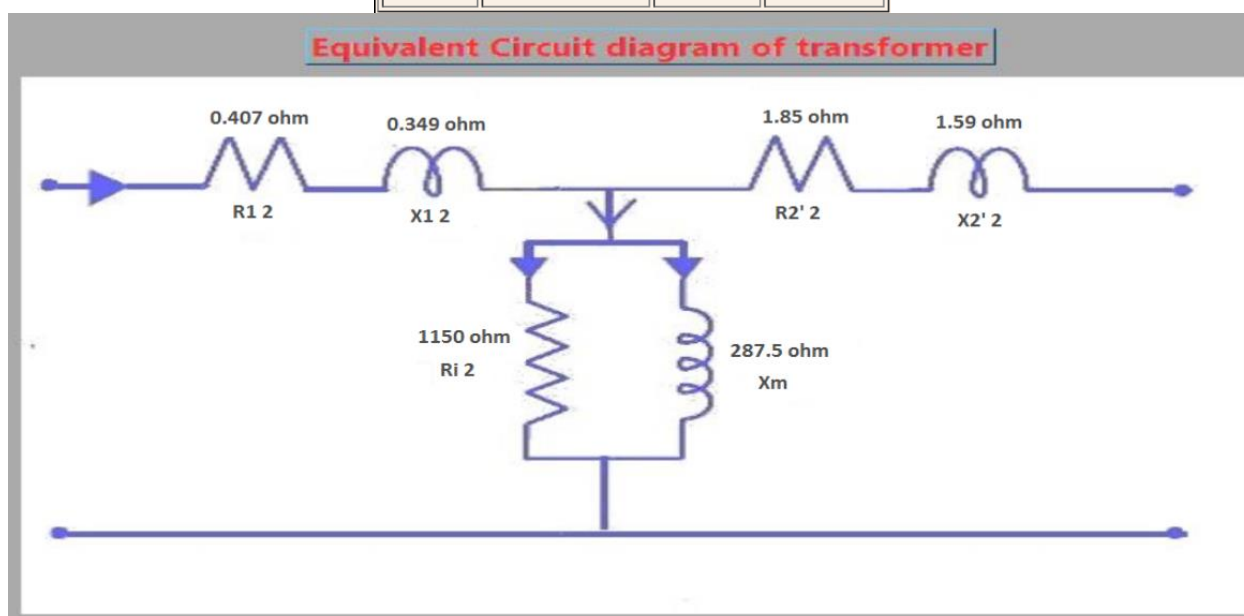 Equivalent Circuit diagram of transformer
0.407 ohm
0.349 ohm
1.85 ohm
1.59 ohm
R1 2
X1 2
R2' 2
X2' 2
1150 ohm
Ri 2
287.5 ohm
Xm